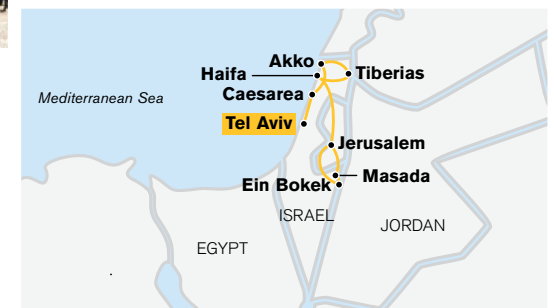 Akko
Haifa
Tiberias
Mediterranean Sea
Caesarea
Tel Aviv
Jerusalem
Masada
Ein Bokek
ISRAEL
JORDAN
EGYPT